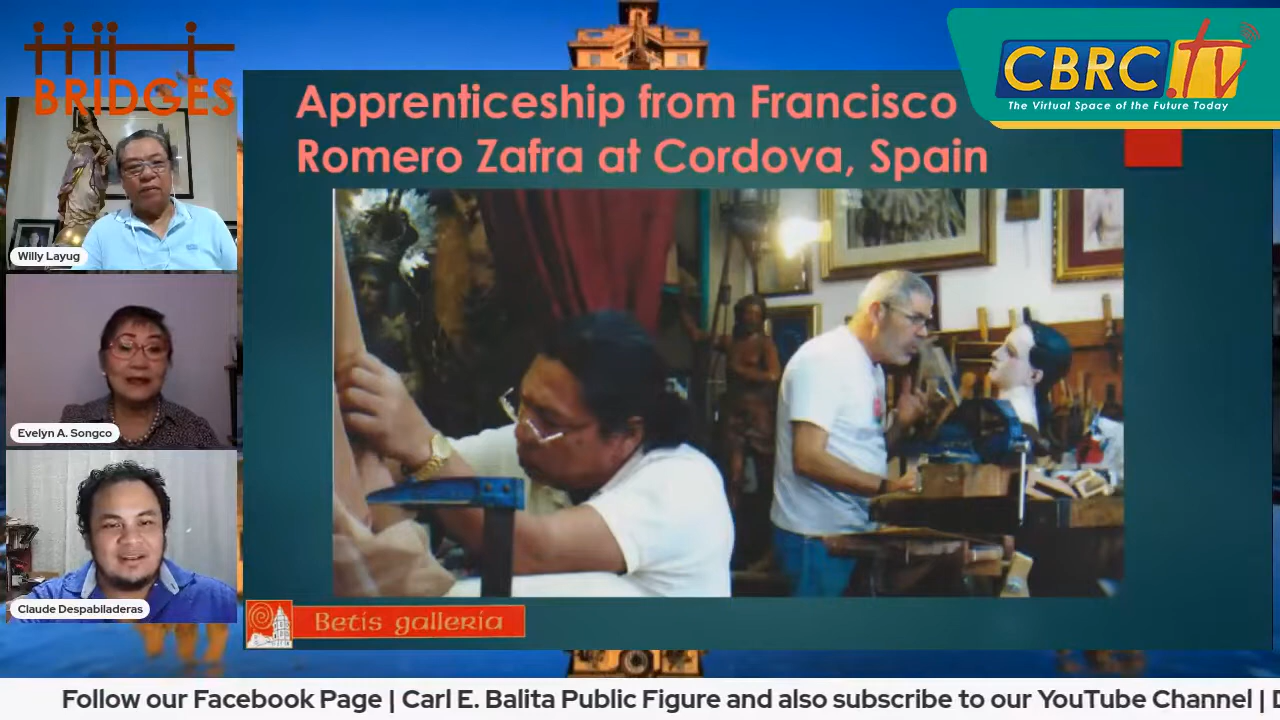 BRIDGES
CBRC.tv
The Virtual Space of the Future Today
Apprenticeship from Francisco
Romero Zafra at Cordova, Spain
Willy Layug
Evelyn A. Songco
Claude Despabiladeras
Betis galleria
Follow our Facebook Page | Carl E. Balita Public Figure and also subscribe to our YouTube Channel |